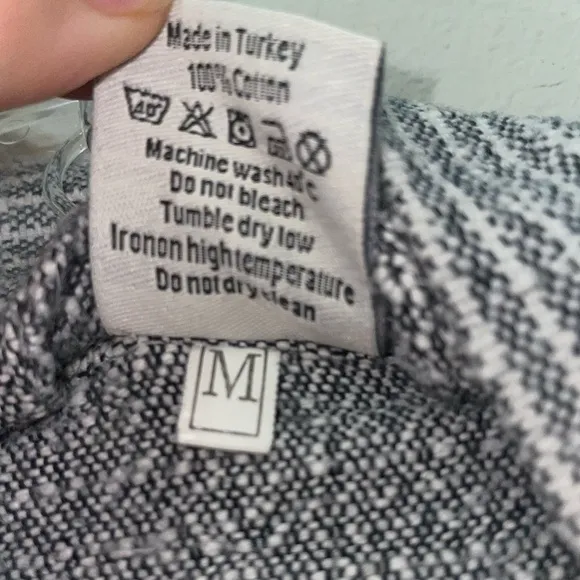 Made in Turkey
100% Cotton
40°
Machine wash 40 c
Do not bleach
Tumble dry low
Iron on high temperature
Do not dry clean
M